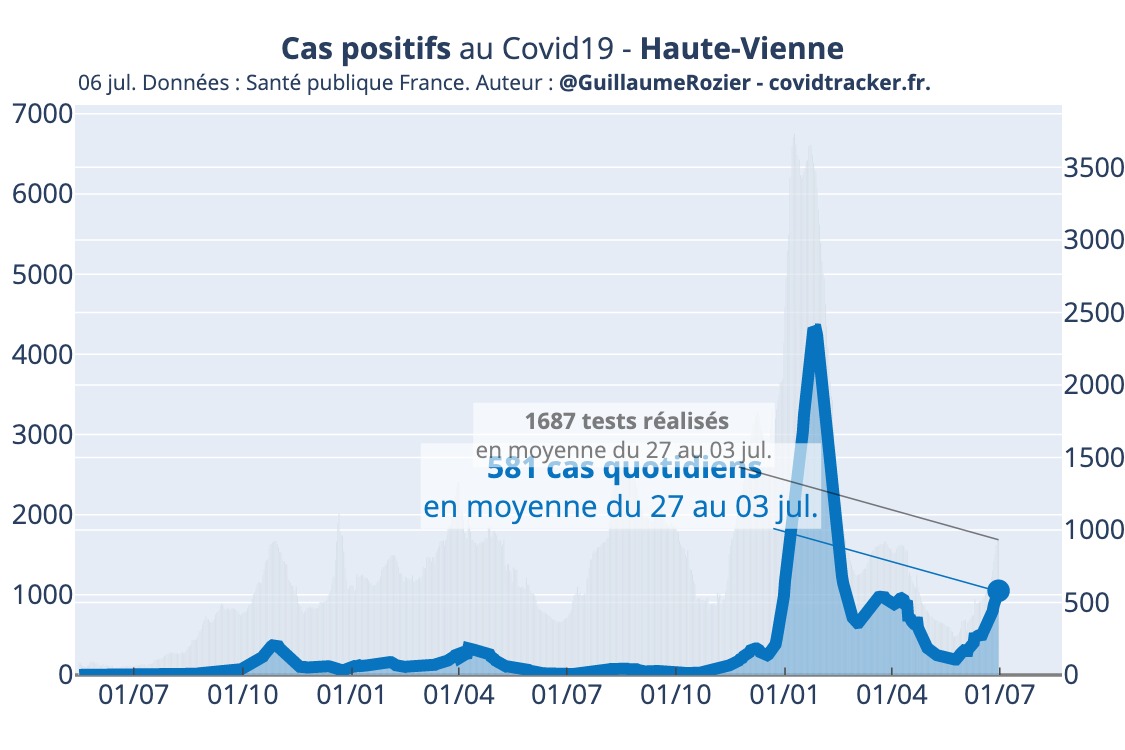 Cas positifs au Covid19 - Haute-Vienne
06 jul. Données : Santé publique France. Auteur : @GuillaumeRozier - covidtracker.fr.
7000
6000
5000
4000
3000
2000
1000
0
3500
3000
2500
2000
1500
1000
500
0
1687 tests réalisés
en moyenne du 27 au 03 jul.
581 cas quotidiens
en moyenne du 27 au 03 jul.
01/07 01/10 01/01 01/04 01/07 01/10 01/01 01/04 01/07